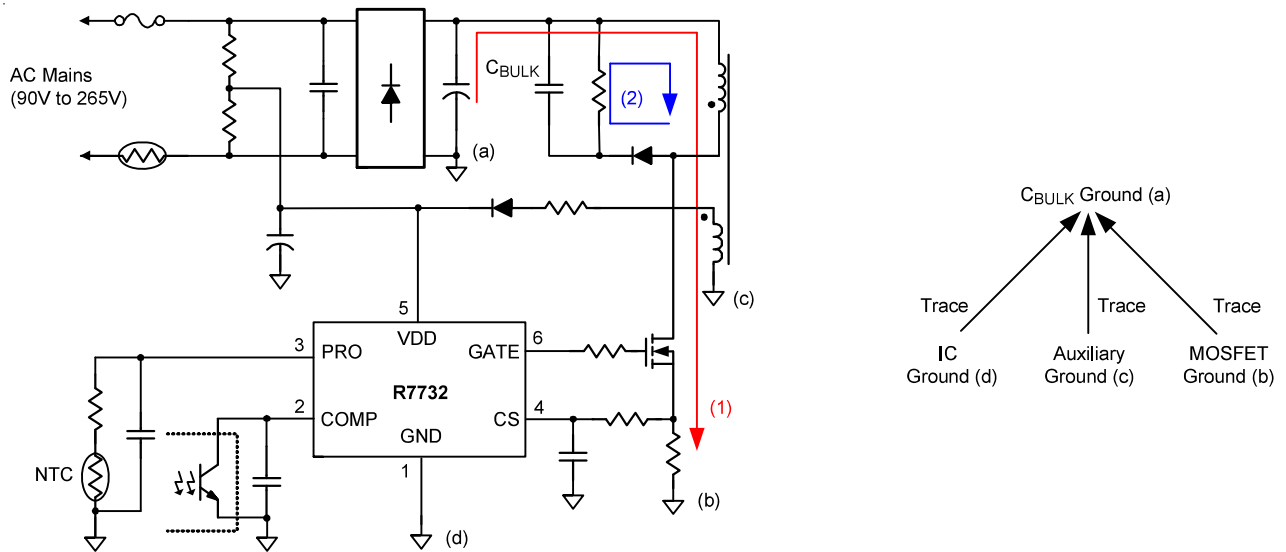 AC Mains
(90V to 265V)
CBULK
(2)
(a)
(c)
5
VDD
3
PRO
GATE
6
R7732
2
COMP
CS
4
GND
1
(1)
NTC
(b)
(d)
CBULK Ground (a)
Trace
Trace
Trace
IC
Ground (d)
Auxiliary
Ground (c)
MOSFET
Ground (b)